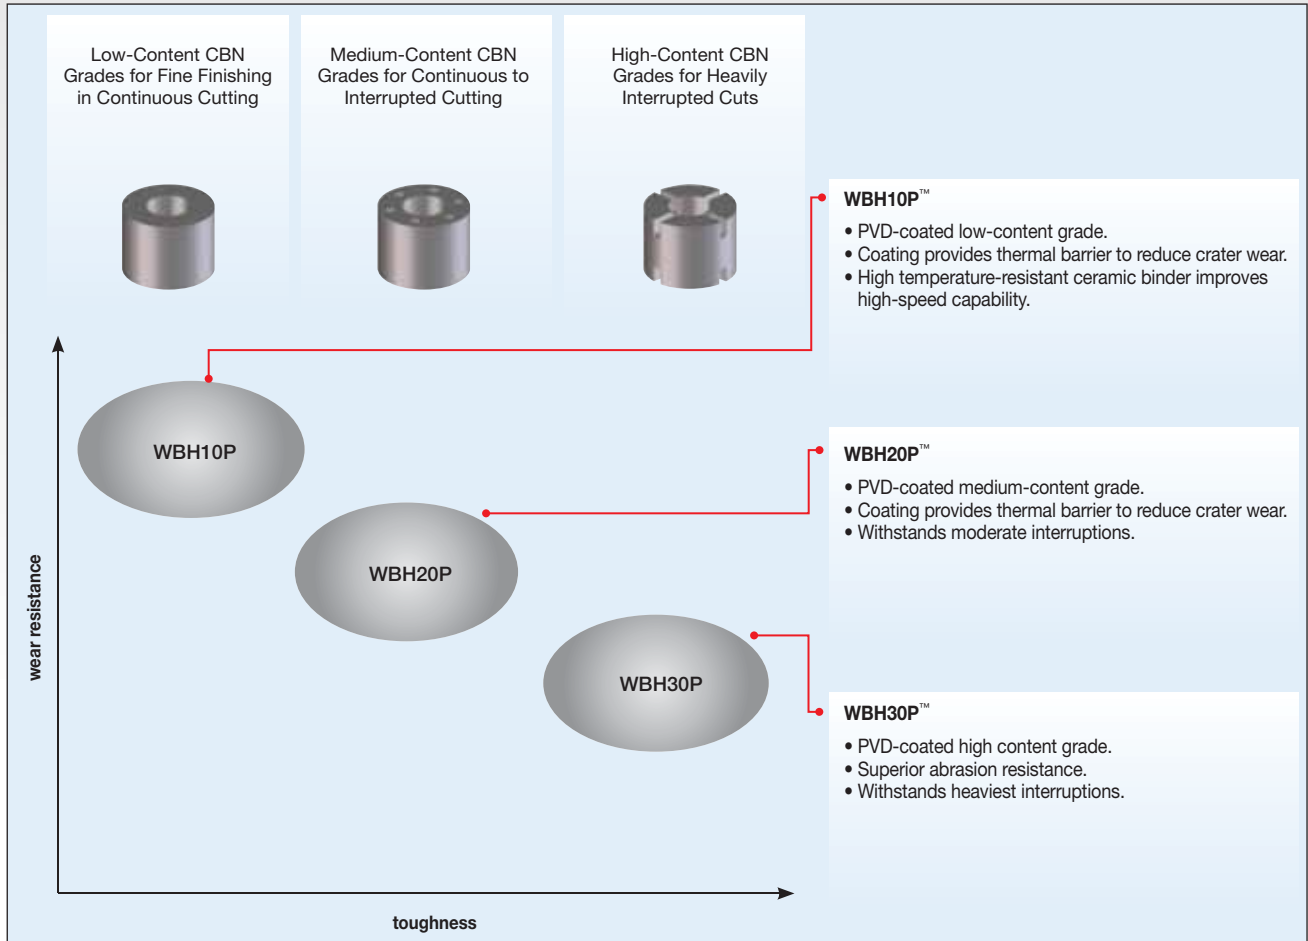 Low-Content CBN
Grades for Fine Finishing
in Continuous Cutting
Medium-Content CBN
Grades for Continuous to
Interrupted Cutting
High-Content CBN
Grades for Heavily
Interrupted Cuts
WBH10P™
• PVD-coated low-content grade.
• Coating provides thermal barrier to reduce crater wear.
• High temperature-resistant ceramic binder improves
high-speed capability.
WBH10P
WBH20P™
• PVD-coated medium-content grade.
• Coating provides thermal barrier to reduce crater wear.
• Withstands moderate interruptions.
WBH20P
WBH30P
WBH30P™
• PVD-coated high content grade.
• Superior abrasion resistance.
• Withstands heaviest interruptions.
wear resistance
toughness